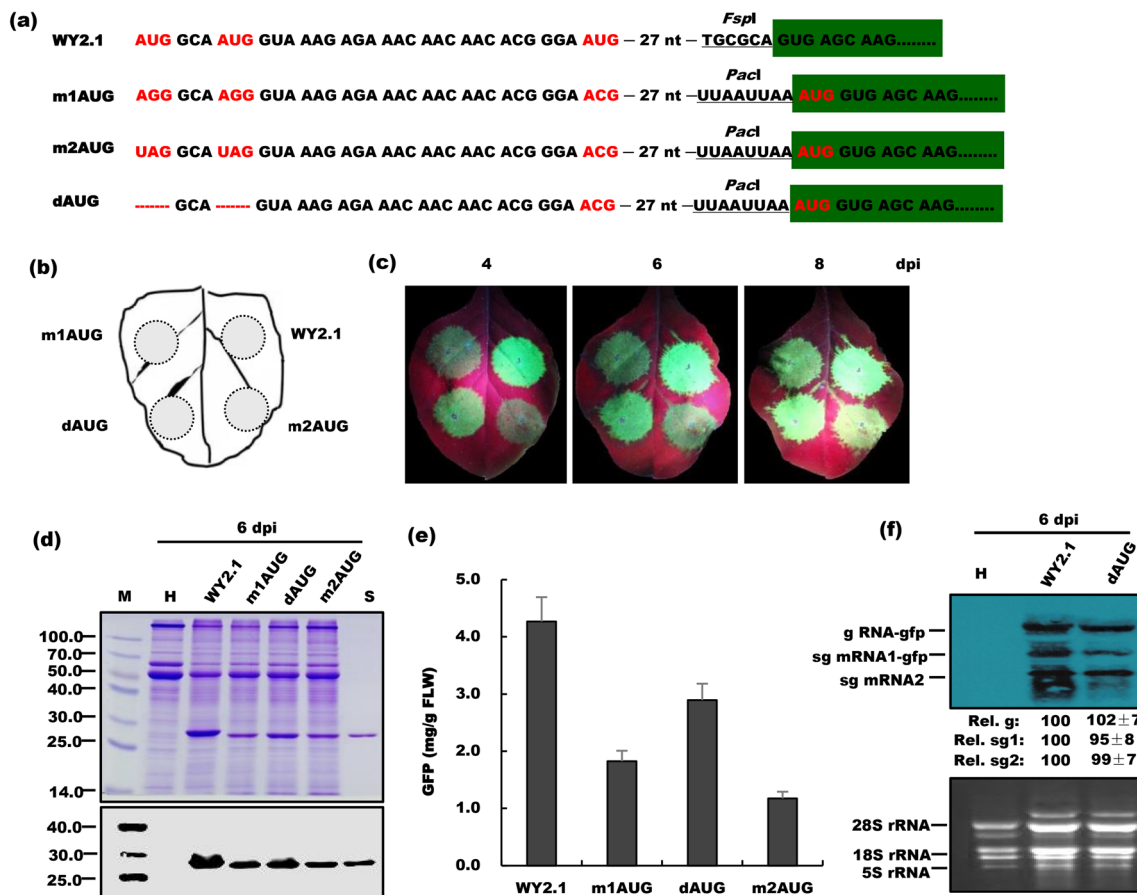 (a)
FspI
WY2.1 AUG GCA AUG GUA AAG AGA AAC AAC AAC ACG GGA AUG – 27 nt – TGCGCA GUG AGC AAG........
PacI
m1AUG AGG GCA AGG GUA AAG AGA AAC AAC AAC ACG GGA ACG – 27 nt – UUAAUUAA AUG GUG AGC AAG........
PacI
m2AUG UAG GCA UAG GUA AAG AGA AAC AAC AAC ACG GGA ACG – 27 nt – UUAAUUAA AUG GUG AGC AAG........
PacI
dAUG ------- GCA ------- GUA AAG AGA AAC AAC AAC ACG GGA ACG – 27 nt – UUAAUUAA AUG GUG AGC AAG........
(b)
m1AUG WY2.1
dAUG m2AUG
(c) 4 6 8 dpi
(d) 6 dpi
M H WY2.1 m1AUG dAUG m2AUG S
100.0
70.0
50.0
40.0
30.0
25.0
14.0
40.0
30.0
25.0
(e)
GFP (mg/g FLW)
5.0
4.0
3.0
2.0
1.0
0.0
WY2.1 m1AUG dAUG m2AUG
(f)
6 dpi
H WY2.1 dAUG
g RNA-gfp
sg mRNA1-gfp
sg mRNA2
Rel. g: 100 102±7
Rel. sg1: 100 95±8
Rel. sg2: 100 99±7
28S rRNA
18S rRNA
5S rRNA